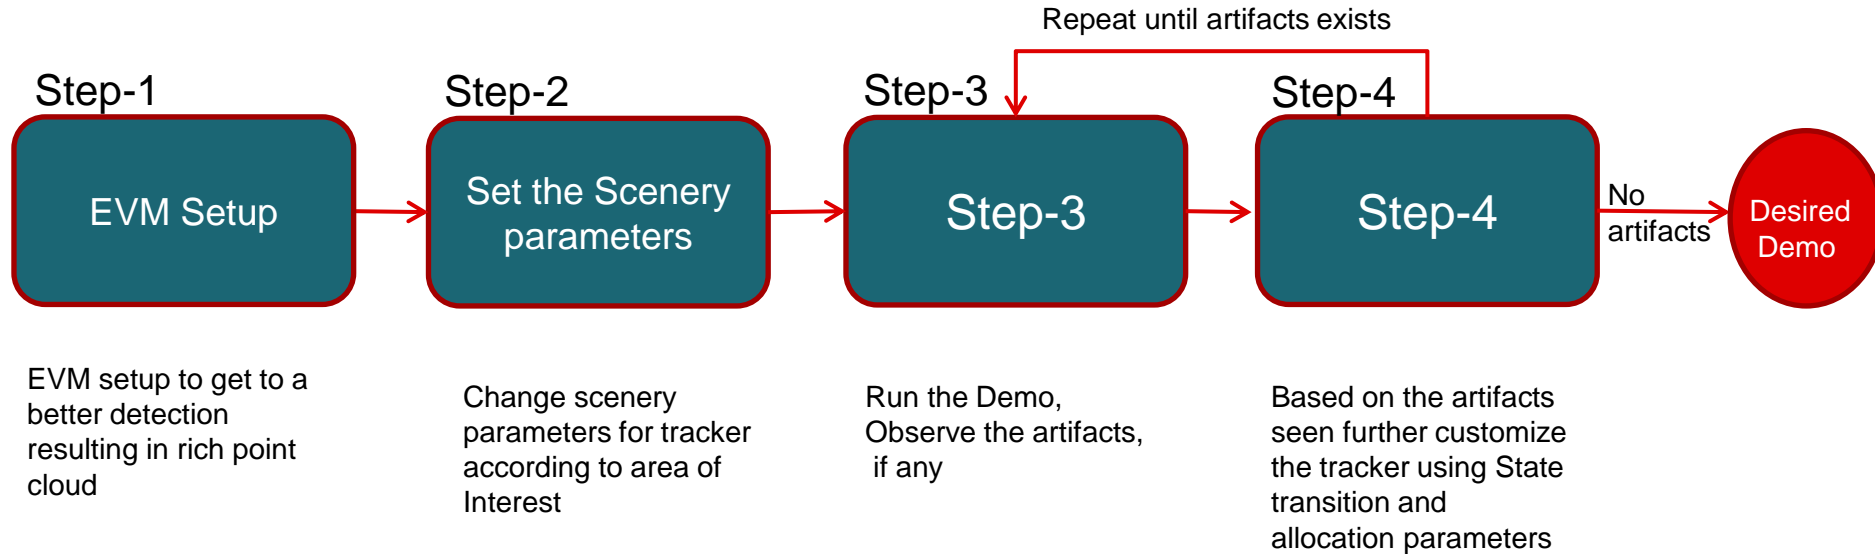 Repeat until artifacts exists
Step-1
Step-2
Step-3
Step-4
EVM Setup
Set the Scenery
parameters
Step-3
Step-4
No
artifacts
Desired
Demo
EVM setup to get to a
better detection
resulting in rich point
cloud
Change scenery
parameters for tracker
according to area of
Interest
Run the Demo,
Observe the artifacts,
if any
Based on the artifacts
seen further customize
the tracker using State
transition and
allocation parameters